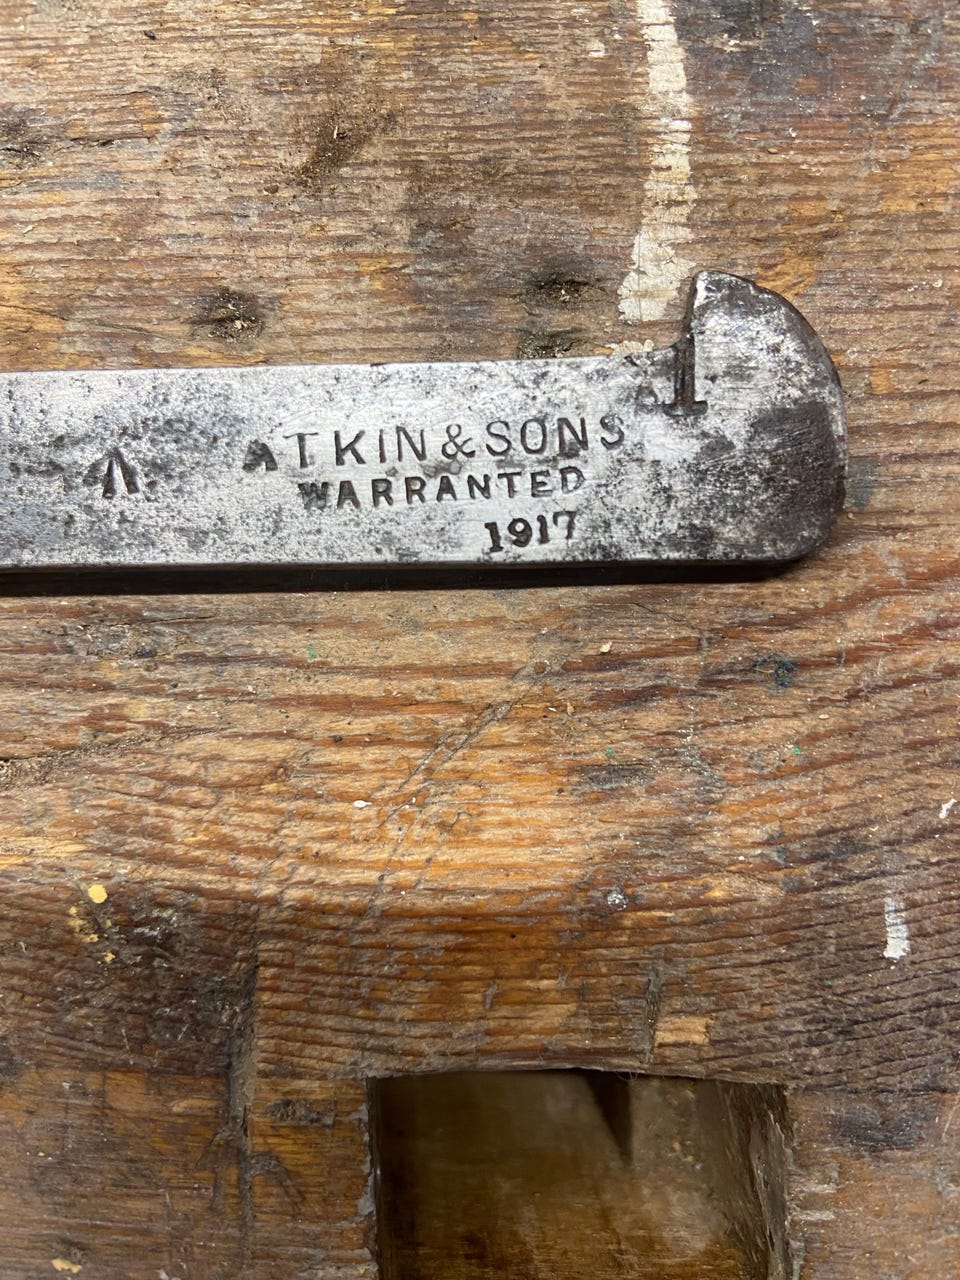 ATKIN & SONS
WARRANTED
1917